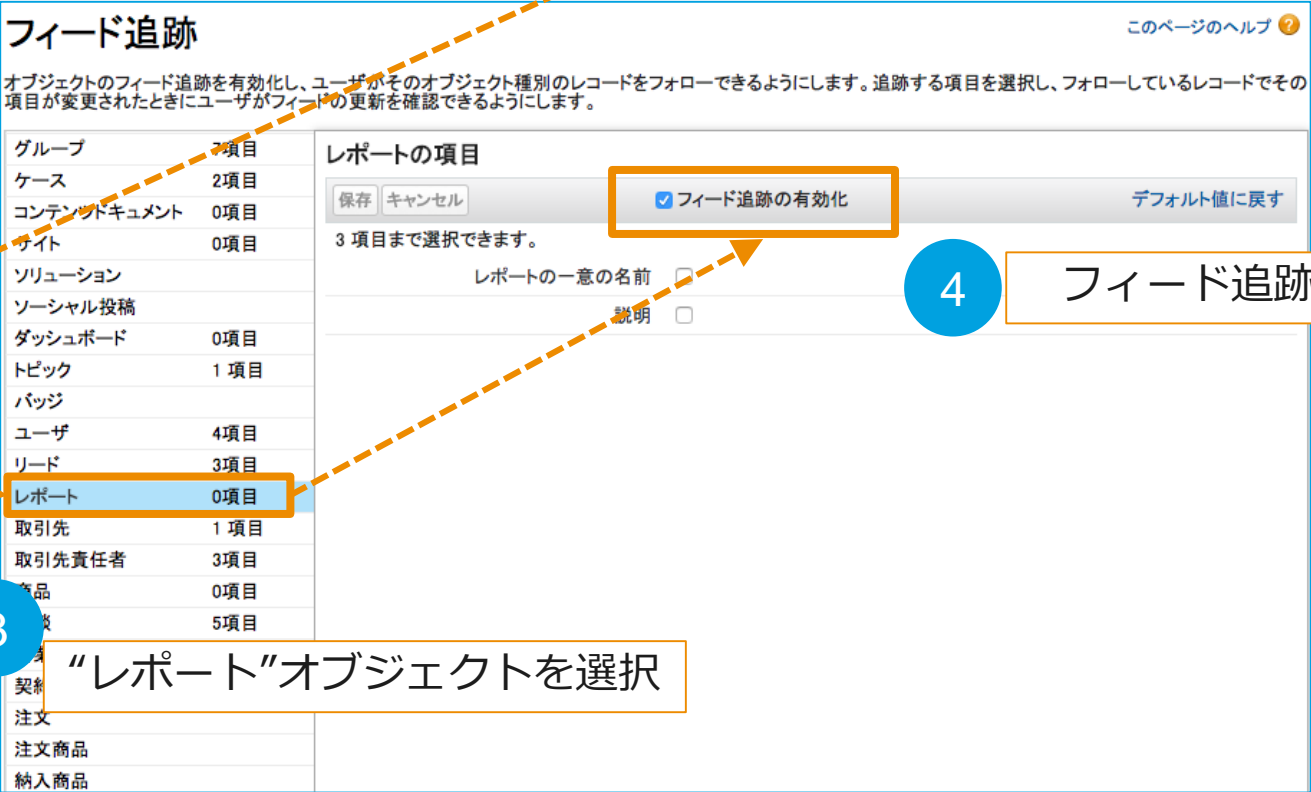 フィード追跡
このページのヘルプ ?
オブジェクトのフィード追跡を有効化し、ユーザがそのオブジェクト種別のレコードをフォローできるようにします。追跡する項目を選択し、フォローしているレコードでその
項目が変更されたときにユーザがフィードの更新を確認できるようにします。
グループ 7項目
ケース 2項目
コンテンツドキュメント 0項目
サイト 0項目
ソリューション
ソーシャル投稿
ダッシュボード 0項目
トピック 1 項目
バッジ
ユーザ 4項目
リード 3項目
レポート 0項目
取引先 1 項目
取引先責任者 3項目
商品 0項目
5項目
契約
注文
注文商品
納入商品
レポートの項目
保存 キャンセル フィード追跡の有効化 デフォルト値に戻す
3 項目まで選択できます。
レポートの一意の名前
説明
3
“レポート”オブジェクトを選択
4
フィード追跡